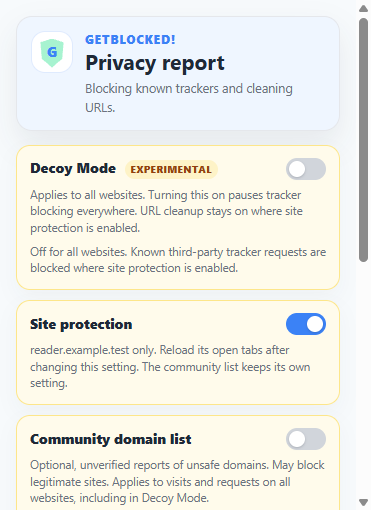 G
GETBLOCKED!
Privacy report
Blocking known trackers and cleaning
URLs.
Decoy Mode EXPERIMENTAL
Applies to all websites. Turning this on pauses tracker
blocking everywhere. URL cleanup stays on where site
protection is enabled.
Off for all websites. Known third-party tracker requests are
blocked where site protection is enabled.
Site protection
reader.example.test only. Reload its open tabs after
changing this setting. The community list keeps its own
setting.
Community domain list
Optional, unverified reports of unsafe domains. May block
legitimate sites. Applies to visits and requests on all
websites, including in Decoy Mode.